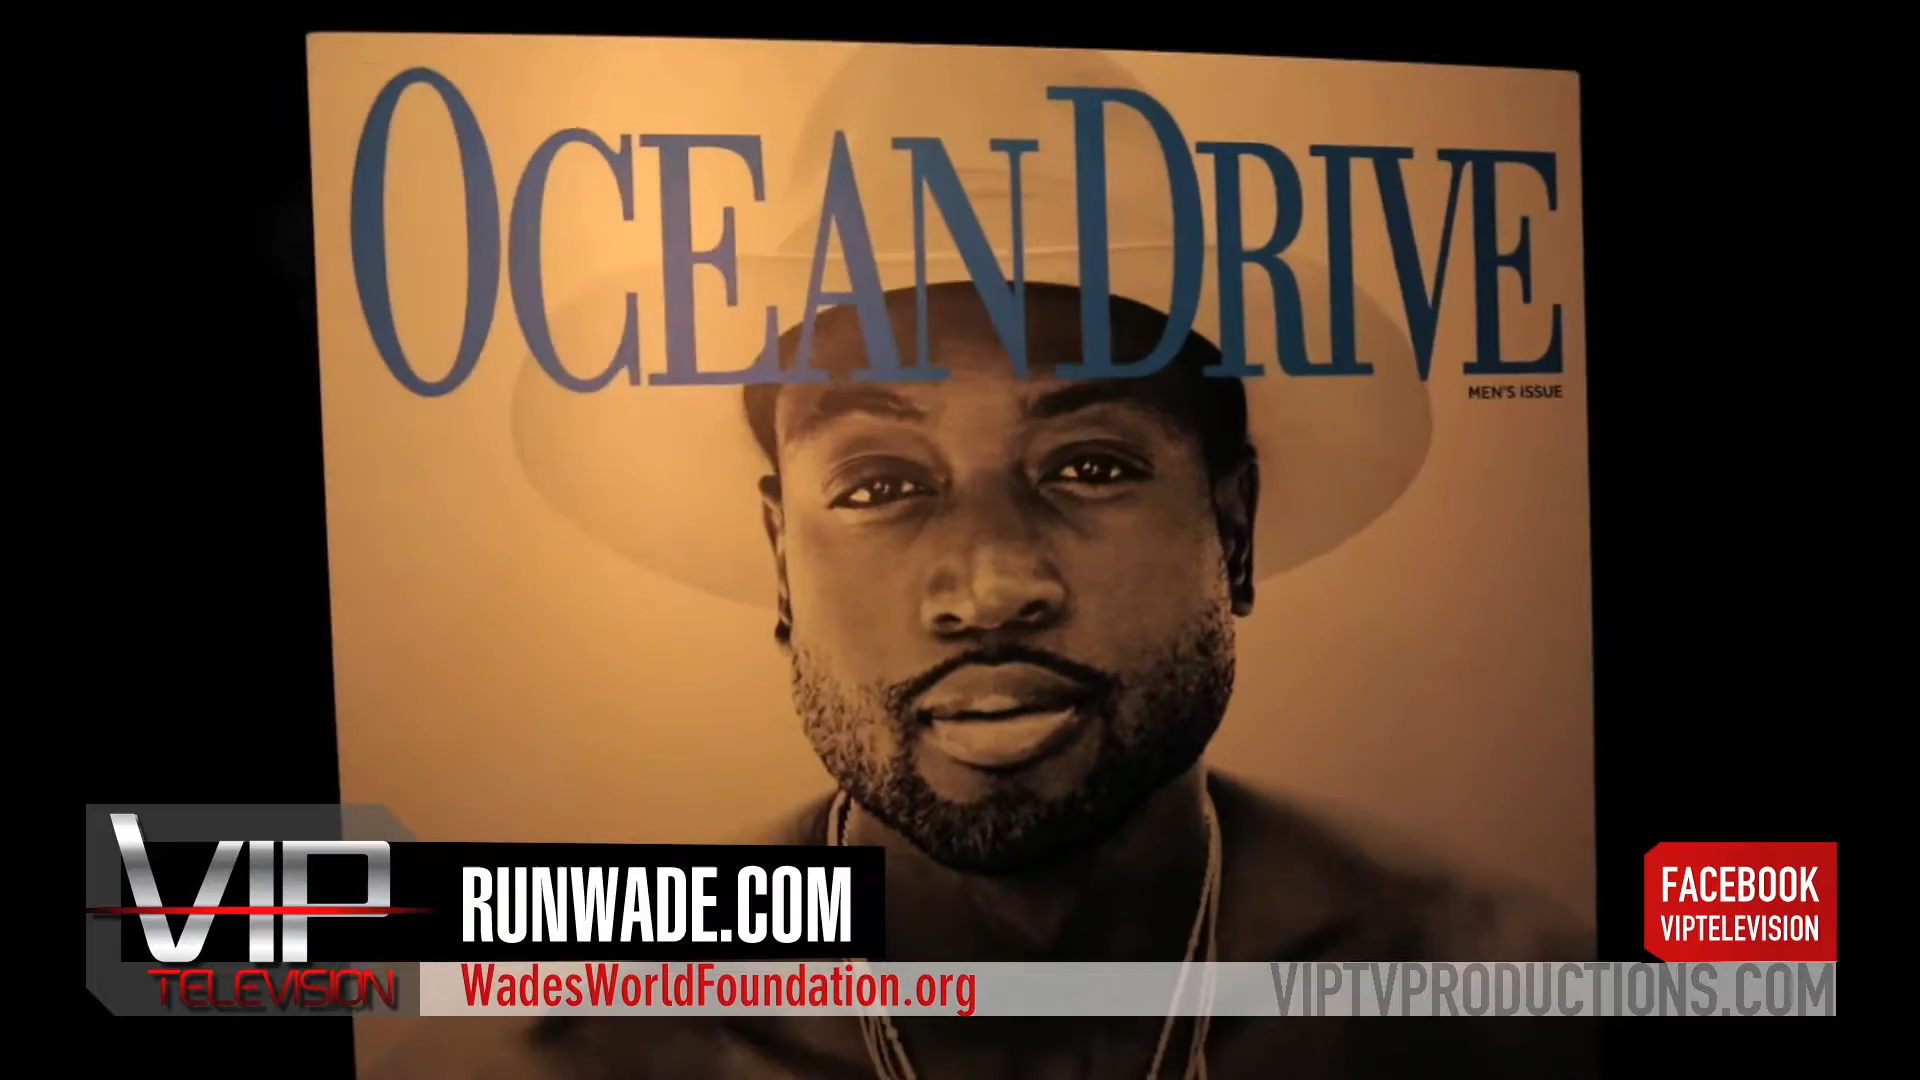 OCEAN DRIVE
MEN'S ISSUE
VIP
TELEVISION
RUNWADE.COM
WadesWorldFoundation.org
FACEBOOK
VIPTELEVISION
VIPTVPRODUCTIONS.COM